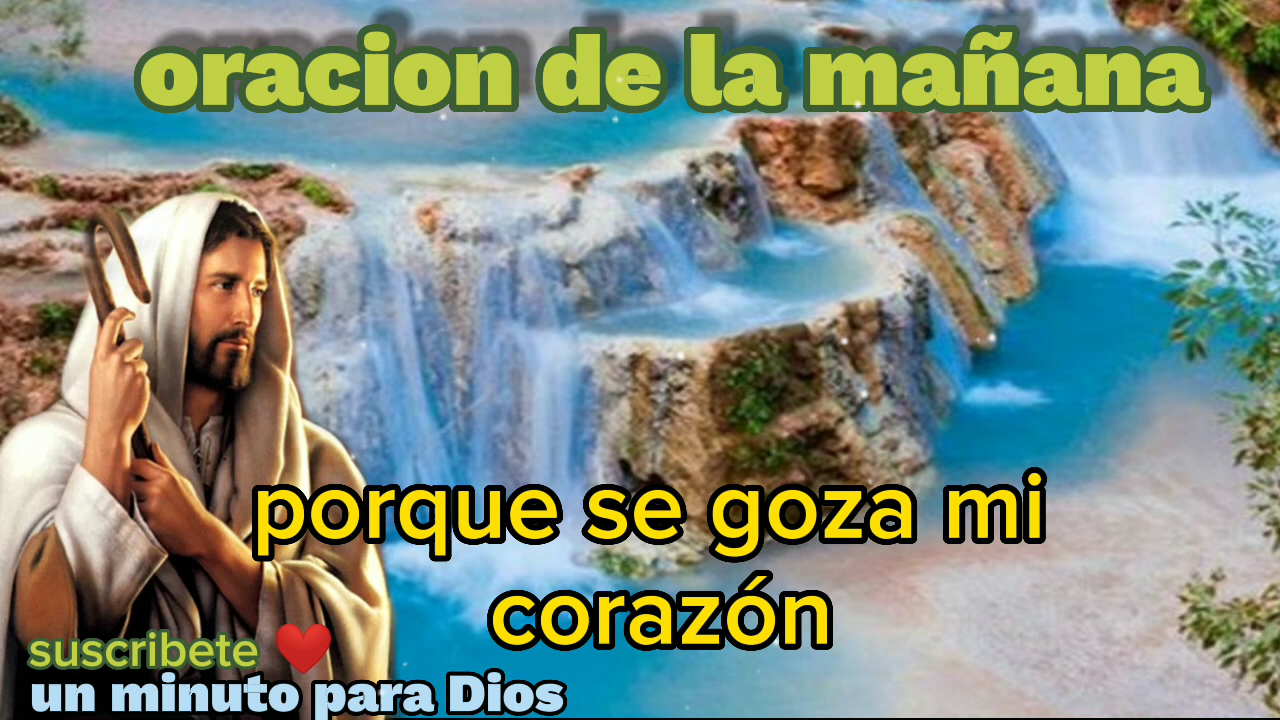 oracion de la mañana
porque se goza mi
corazón
suscribete ❤️
un minuto para Dios